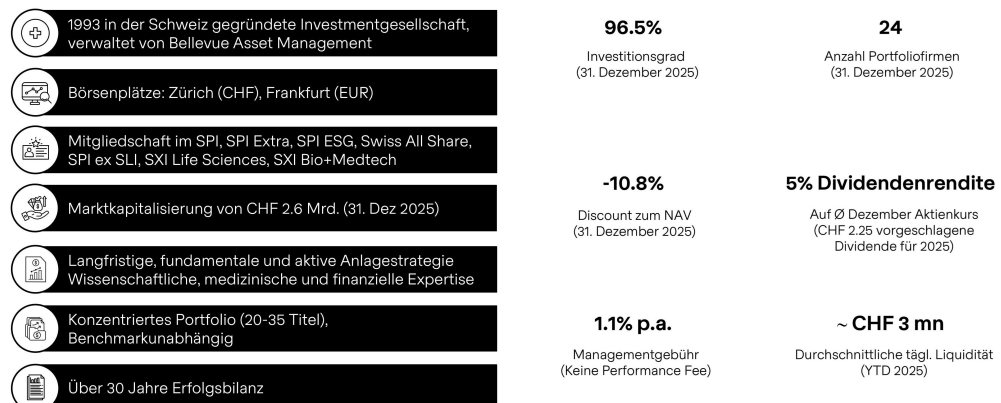 1993 in der Schweiz gegründete Investmentgesellschaft,
verwaltet von Bellevue Asset Management
Börsenplätze: Zürich (CHF), Frankfurt (EUR)
Mitgliedschaft im SPI, SPI Extra, SPI ESG, Swiss All Share,
SPI ex SLI, SXI Life Sciences, SXI Bio+Medtech
Marktkapitalisierung von CHF 2.6 Mrd. (31. Dez 2025)
Langfristige, fundamentale und aktive Anlagestrategie
Wissenschaftliche, medizinische und finanzielle Expertise
Konzentriertes Portfolio (20-35 Titel),
Benchmarkunabhängig
Über 30 Jahre Erfolgsbilanz
96.5%
Investitionsgrad
(31. Dezember 2025)
24
Anzahl Portfoliofirmen
(31. Dezember 2025)
-10.8%
Discount zum NAV
(31. Dezember 2025)
5% Dividendenrendite
Auf Ø Dezember Aktienkurs
(CHF 2.25 vorgeschlagene
Dividende für 2025)
1.1% p.a.
Managementgebühr
(Keine Performance Fee)
~ CHF 3 mn
Durchschnittliche tägl. Liquidität
(YTD 2025)